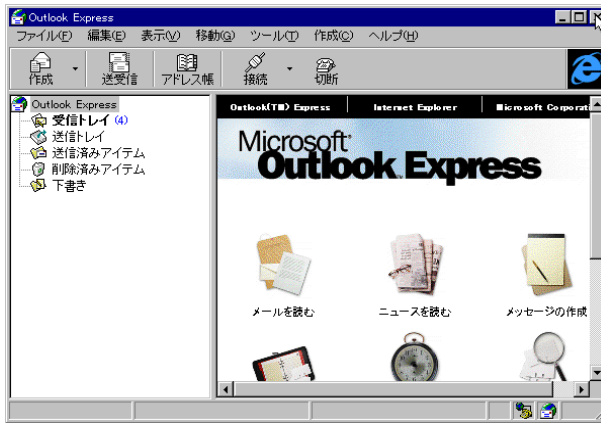 Outlook Express
ファイル(F) 編集(E) 表示(V) 移動(G) ツール(T) 作成(C) ヘルプ(H)
作成 送受信 アドレス帳 接続 切断
Outlook Express
受信トレイ (4)
送信トレイ
送信済みアイテム
削除済みアイテム
下書き
Outlook(TM) Express Internet Explorer Microsoft Corporati
Microsoft
Outlook Express
メールを読む ニュースを読む メッセージの作成